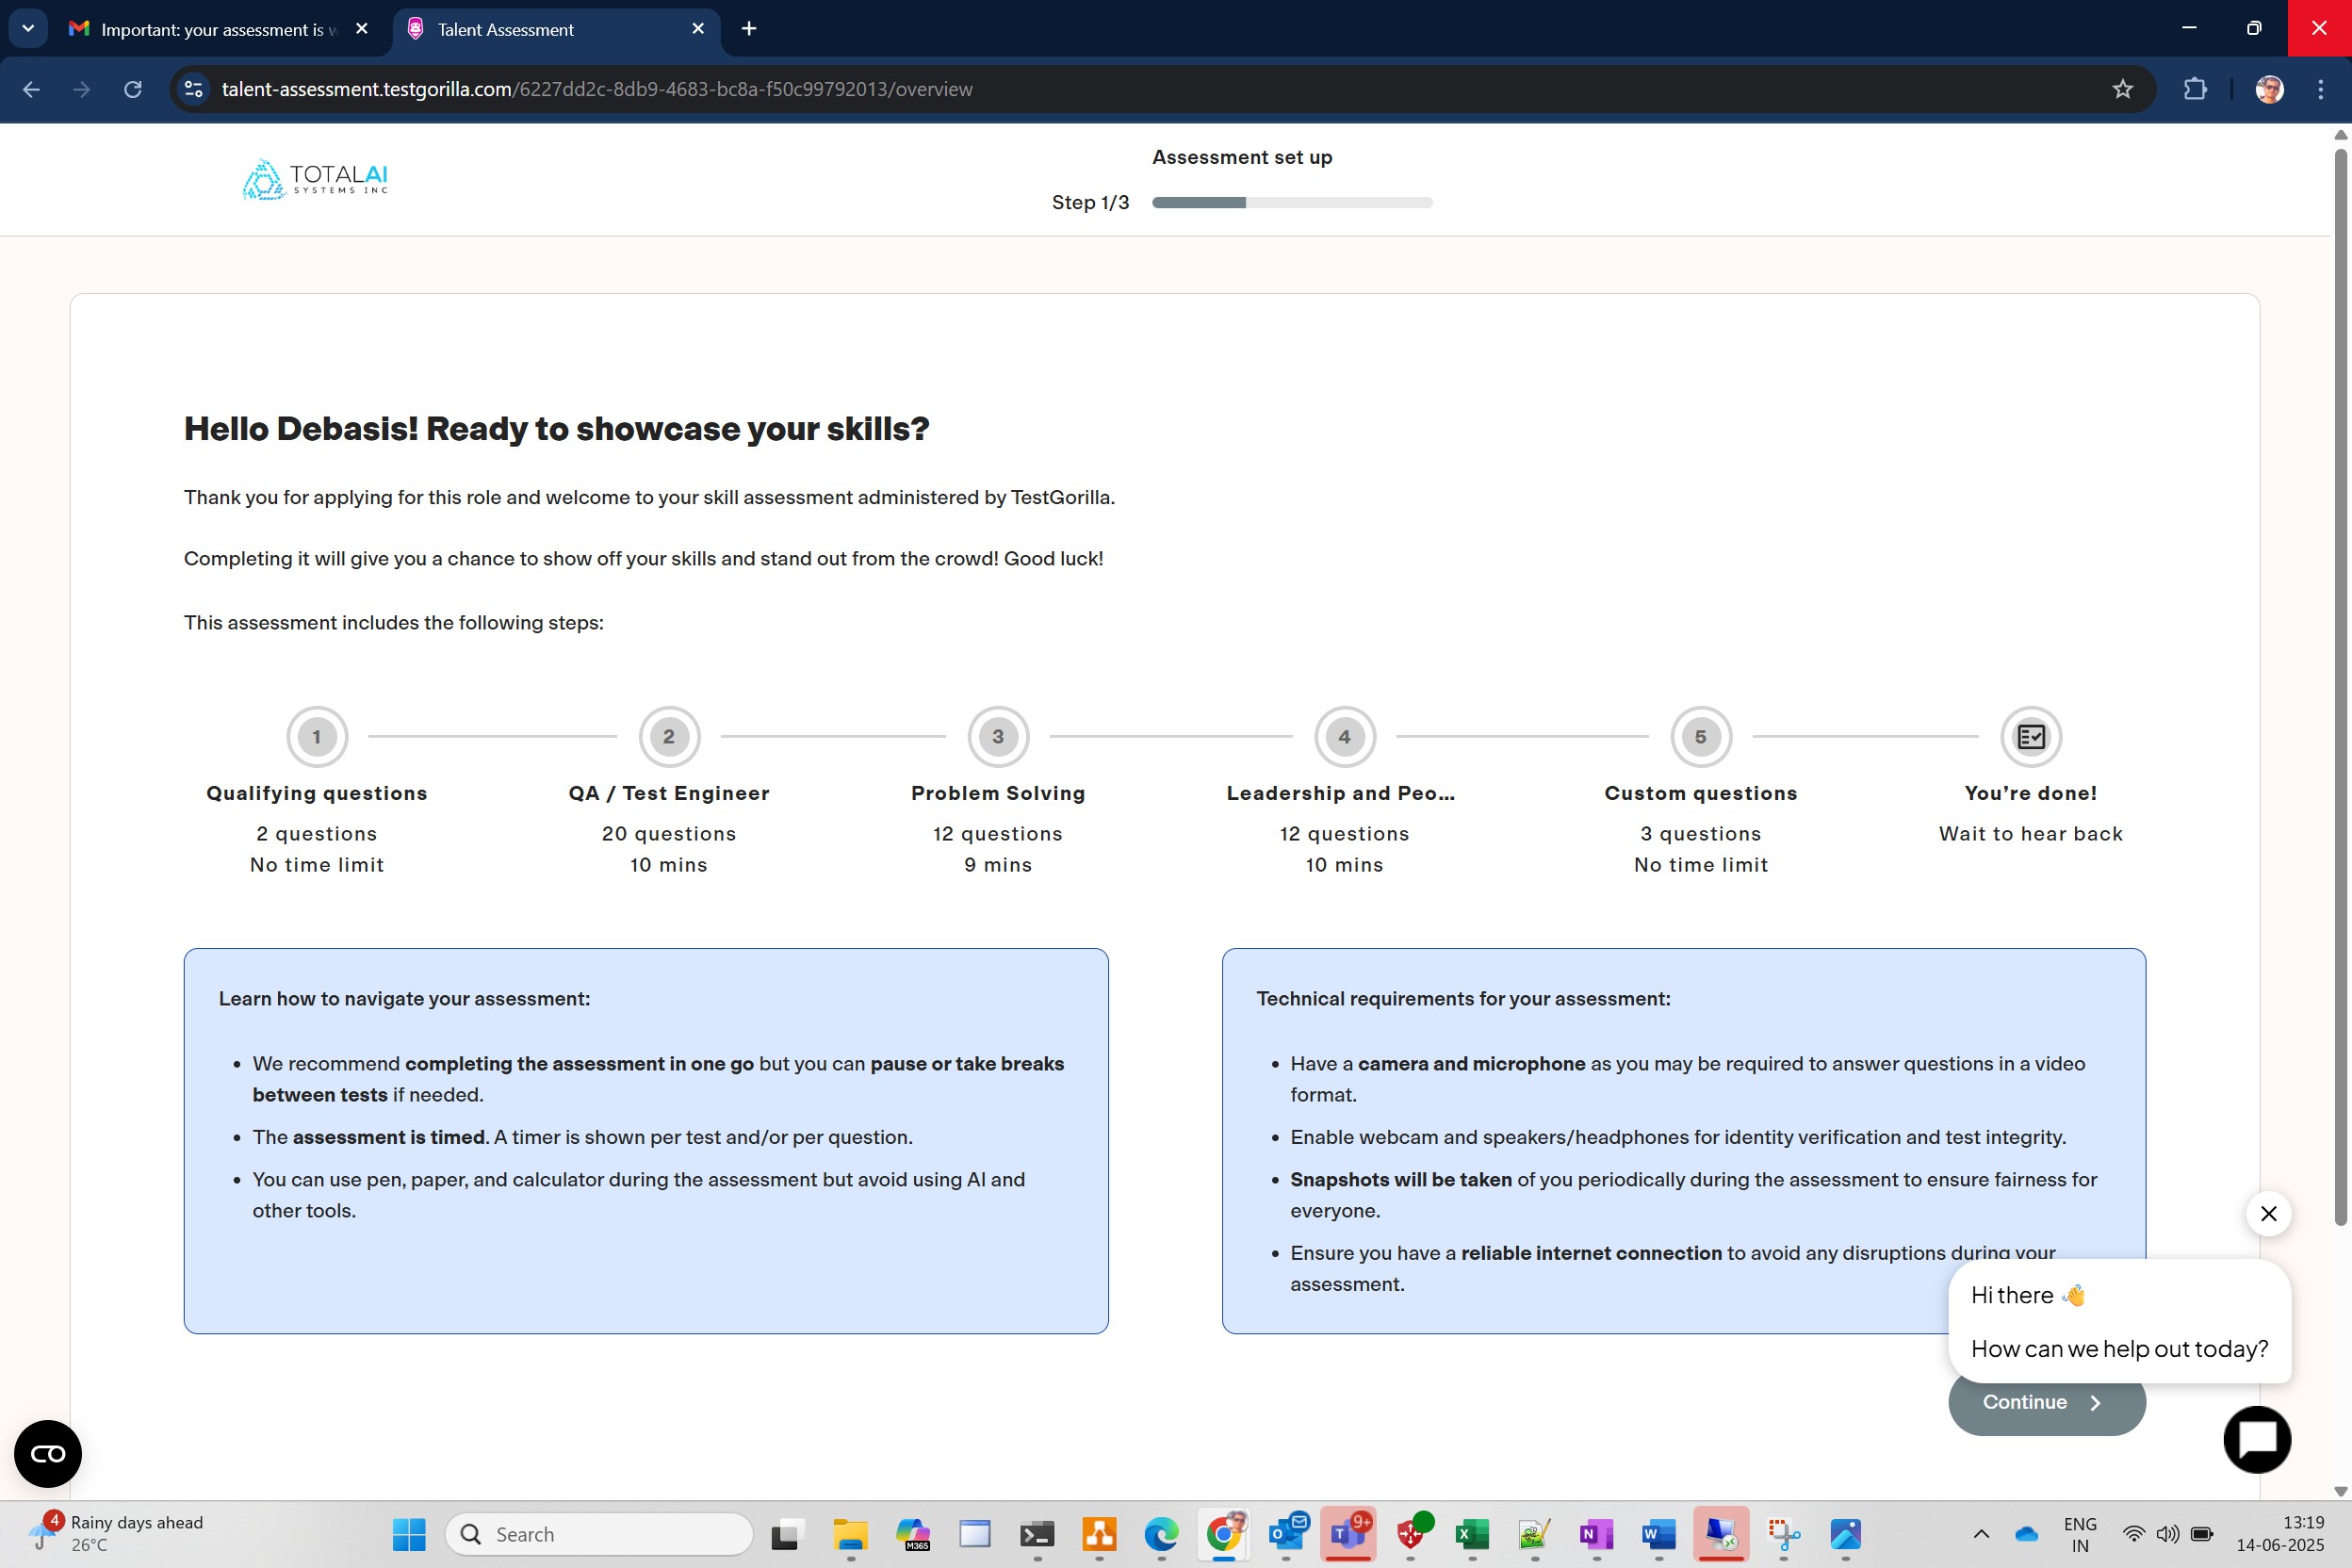 Important: your assessment is w
Talent Assessment
talent-assessment.testgorilla.com/6227dd2c-8db9-4683-bc8a-f50c99792013/overview
TOTALAI
SYSTEMS INC
Assessment set up
Step 1/3
Hello Debasis! Ready to showcase your skills?
Thank you for applying for this role and welcome to your skill assessment administered by TestGorilla.
Completing it will give you a chance to show off your skills and stand out from the crowd! Good luck!
This assessment includes the following steps:
1
2
3
4
5
Qualifying questions
2 questions
No time limit
QA / Test Engineer
20 questions
10 mins
Problem Solving
12 questions
9 mins
Leadership and Peo...
12 questions
10 mins
Custom questions
3 questions
No time limit
You’re done!
Wait to hear back
Learn how to navigate your assessment:
We recommend completing the assessment in one go but you can pause or take breaks
between tests if needed.
The assessment is timed. A timer is shown per test and/or per question.
You can use pen, paper, and calculator during the assessment but avoid using AI and
other tools.
Technical requirements for your assessment:
Have a camera and microphone as you may be required to answer questions in a video
format.
Enable webcam and speakers/headphones for identity verification and test integrity.
Snapshots will be taken of you periodically during the assessment to ensure fairness for
everyone.
Ensure you have a reliable internet connection to avoid any disruptions during your
assessment.
Hi there 👋
How can we help out today?
Continue
4
Rainy days ahead
26°C
Search
M365
9+
ENG
IN
13:19
14-06-2025